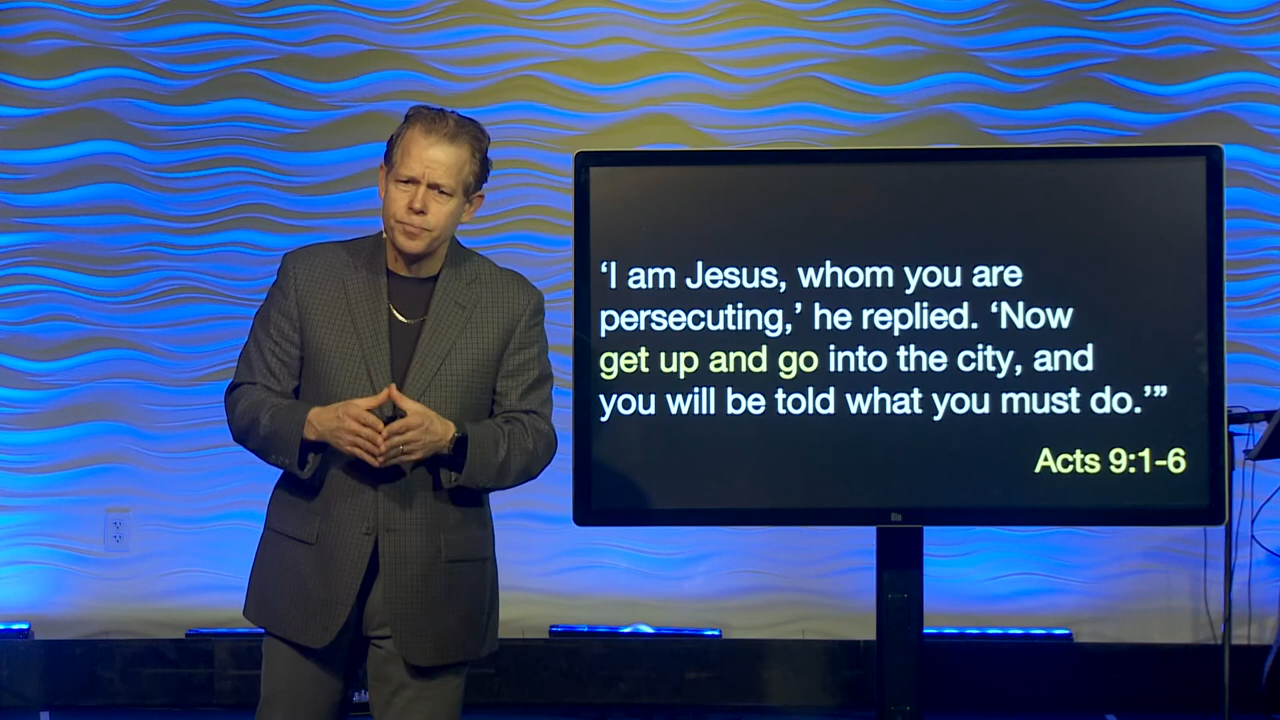 ‘I am Jesus, whom you are
persecuting,’ he replied. ‘Now
get up and go into the city, and
you will be told what you must do.’”
Acts 9:1-6
elo